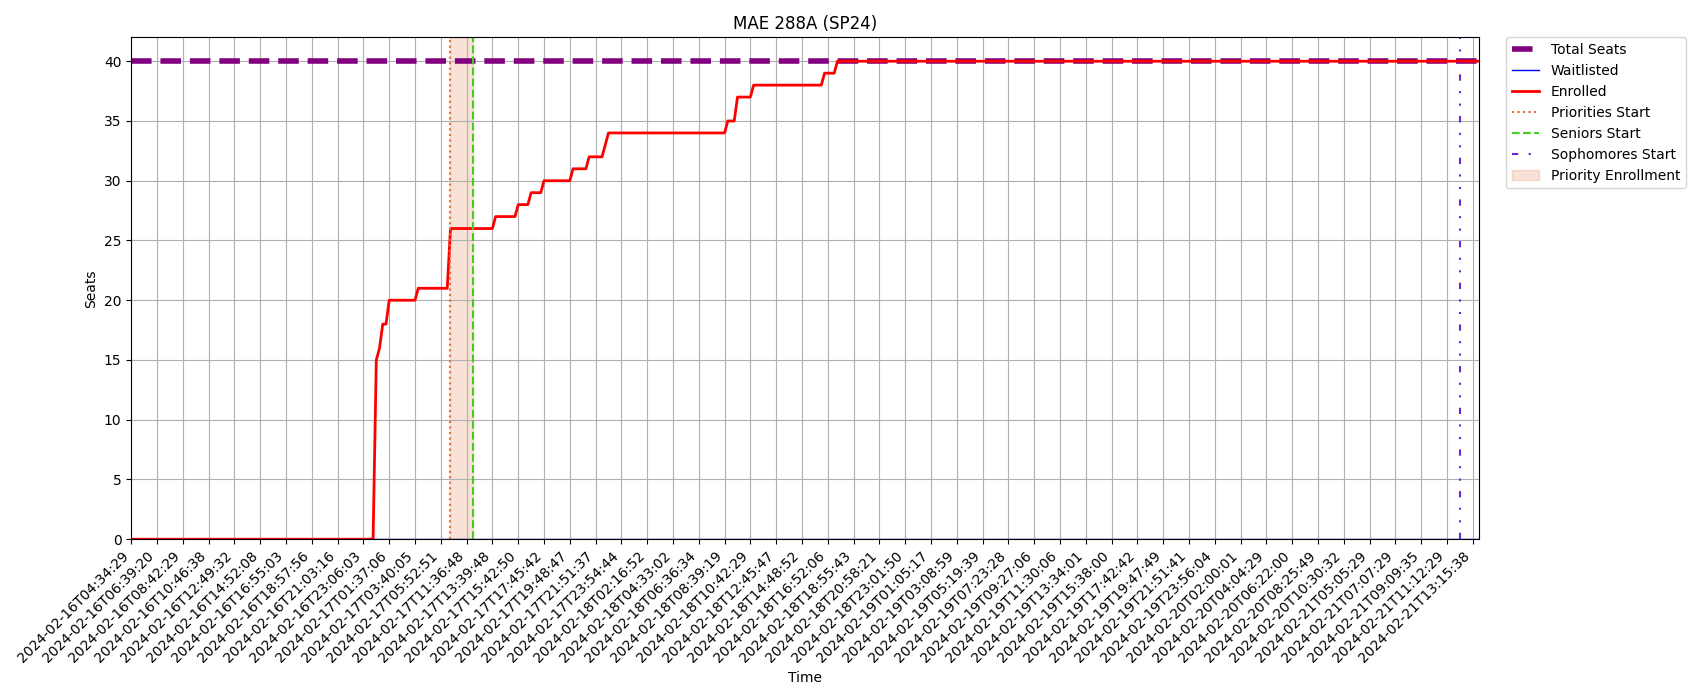 MAE 288A (SP24)
Total Seats
Waitlisted
Enrolled
Priorities Start
Seniors Start
Sophomores Start
Priority Enrollment
Seats
40
35
30
25
20
15
10
5
0
2024-02-16T04:34:29
2024-02-16T06:39:20
2024-02-16T08:42:29
2024-02-16T10:46:38
2024-02-16T12:49:32
2024-02-16T14:52:08
2024-02-16T16:55:03
2024-02-16T18:57:56
2024-02-16T21:03:16
2024-02-16T23:06:03
2024-02-17T01:37:06
2024-02-17T03:40:05
2024-02-17T05:52:51
2024-02-17T11:36:48
2024-02-17T13:39:48
2024-02-17T15:42:50
2024-02-17T17:45:42
2024-02-17T19:48:47
2024-02-17T21:51:37
2024-02-17T23:54:44
2024-02-18T02:16:52
2024-02-18T04:33:02
2024-02-18T06:36:34
2024-02-18T08:39:19
2024-02-18T10:42:29
2024-02-18T12:45:47
2024-02-18T14:48:52
2024-02-18T16:52:06
2024-02-18T18:55:43
2024-02-18T20:58:21
2024-02-18T23:01:50
2024-02-19T01:05:17
2024-02-19T03:08:59
2024-02-19T05:19:39
2024-02-19T07:23:28
2024-02-19T09:27:06
2024-02-19T11:30:06
2024-02-19T13:34:01
2024-02-19T15:38:00
2024-02-19T17:42:42
2024-02-19T19:47:49
2024-02-19T21:51:41
2024-02-19T23:56:04
2024-02-20T02:00:01
2024-02-20T04:04:29
2024-02-20T06:22:00
2024-02-20T08:25:49
2024-02-20T10:30:32
2024-02-21T05:05:29
2024-02-21T07:07:29
2024-02-21T09:09:35
2024-02-21T11:12:29
2024-02-21T13:15:38
Time